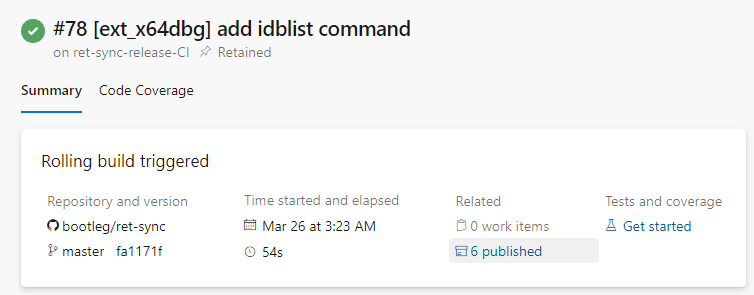 #78 [ext_x64dbg] add idblist command
on ret-sync-release-CI Retained
Summary Code Coverage
Rolling build triggered
Repository and version
bootleg/ret-sync
master fa1171f
Time started and elapsed
Mar 26 at 3:23 AM
54s
Related
0 work items
6 published
Tests and coverage
Get started